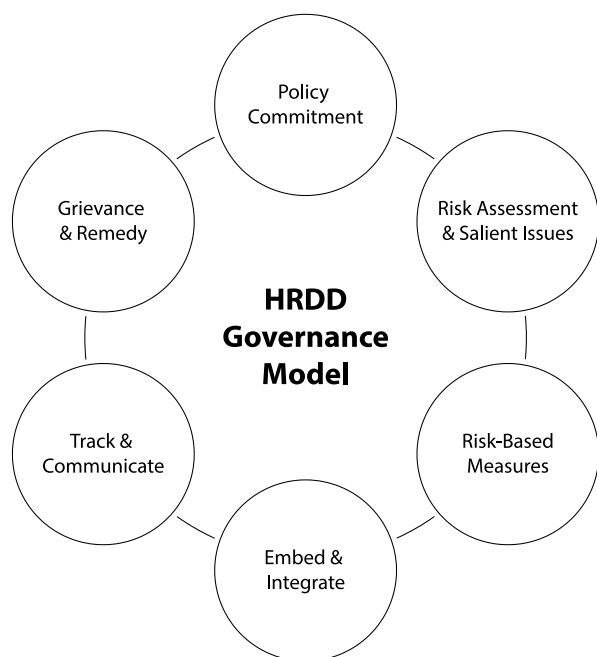 Policy
Commitment
Risk Assessment
& Salient Issues
Risk-Based
Measures
Embed &
Integrate
Track &
Communicate
Grievance
& Remedy
HRDD
Governance
Model